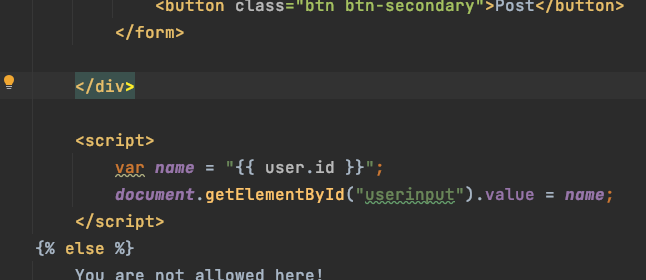 <button class="btn btn-secondary">Post</button>
</form>
</div>
<script>
var name = "{{ user.id }}";
document.getElementById("userinput").value = name;
</script>
{% else %}
You are not allowed here!